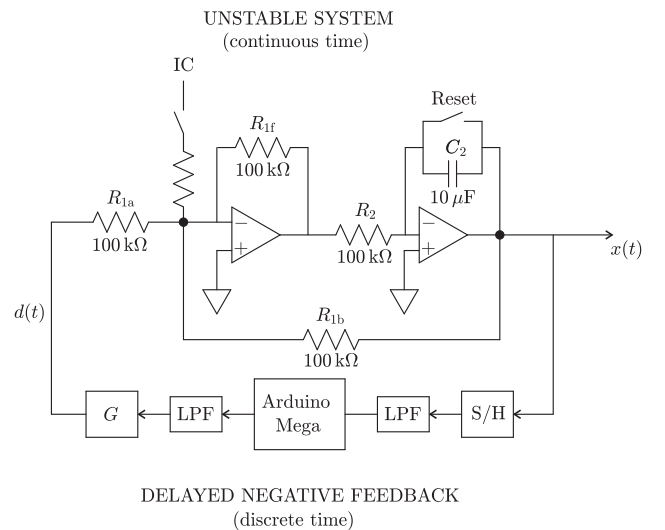 UNSTABLE SYSTEM
(continuous time)
IC
Reset
R1f
100 kΩ
C2
10 μF
R1a
100 kΩ
R2
100 kΩ
−
+
−
+
x(t)
d(t)
R1b
100 kΩ
G
LPF
Arduino
Mega
LPF
S/H
DELAYED NEGATIVE FEEDBACK
(discrete time)